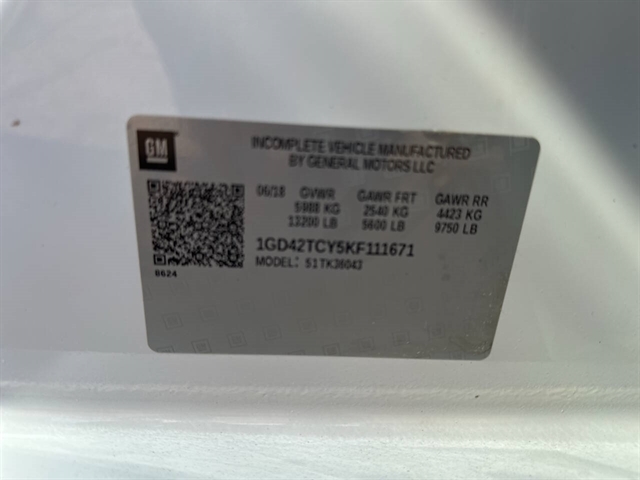 GM
INCOMPLETE VEHICLE MANUFACTURED
BY GENERAL MOTORS LLC
06/18 GVWR GAWR FRT GAWR RR
5988 KG 2540 KG 4423 KG
13200 LB 5600 LB 9750 LB
1GD42TCY5KF111671
MODEL: 51TK36043
8624